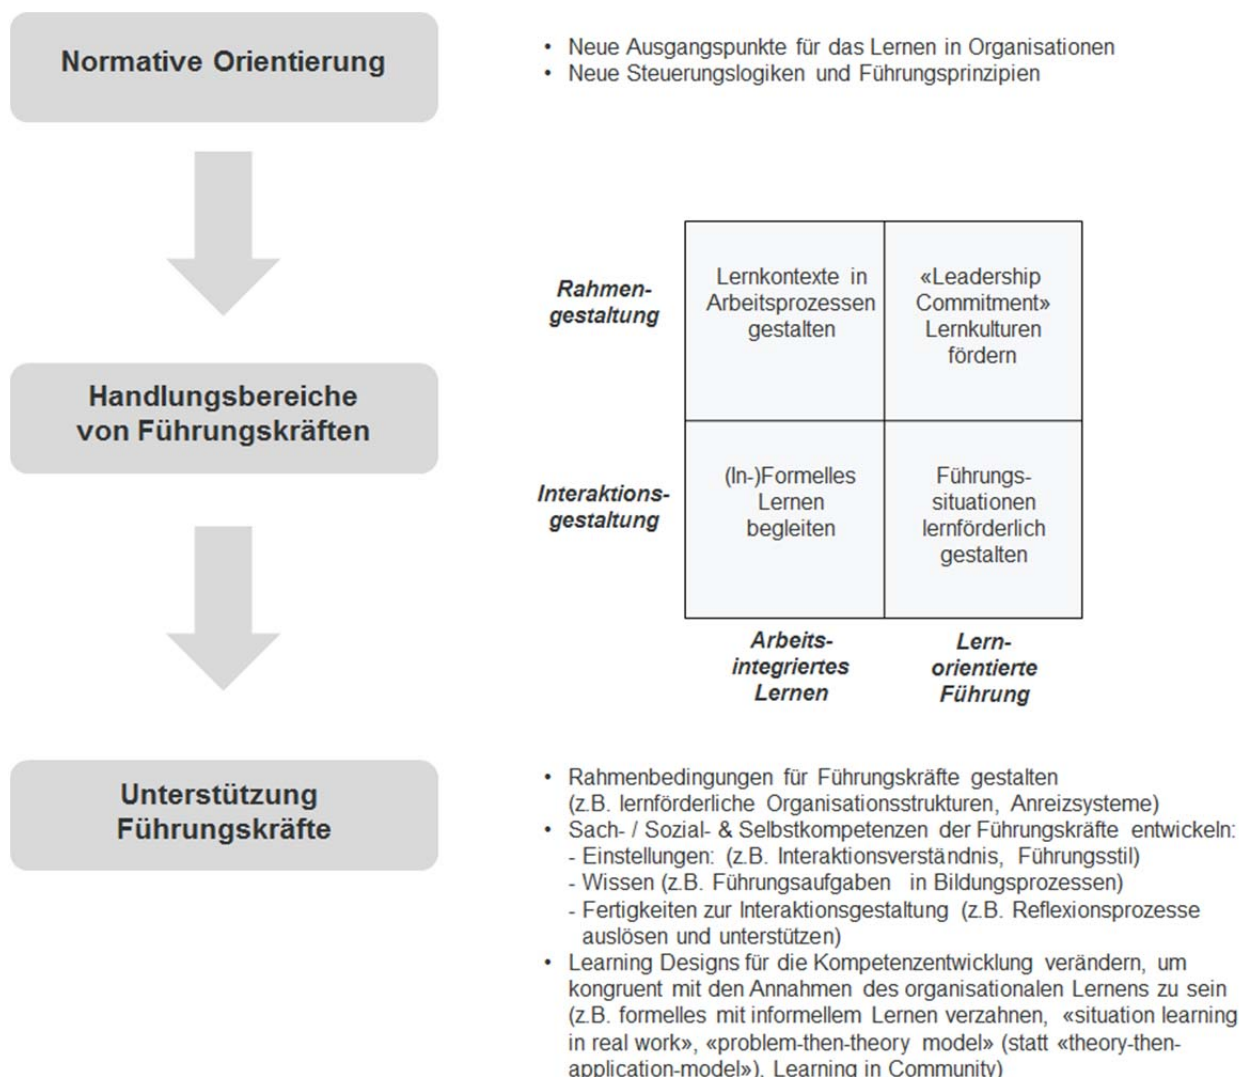 Normative Orientierung
• Neue Ausgangspunkte für das Lernen in Organisationen
• Neue Steuerungslogiken und Führungsprinzipien
Rahmen-
gestaltung
Lernkontexte in
Arbeitsprozessen
gestalten
«Leadership
Commitment»
Lernkulturen
fördern
Handlungsbereiche
von Führungskräften
Interaktions-
gestaltung
(In-)Formelles
Lernen
begleiten
Führungs-
situationen
lernförderlich
gestalten
Arbeits-
integriertes
Lernen
Lern-
orientierte
Führung
Unterstützung
Führungskräfte
• Rahmenbedingungen für Führungskräfte gestalten
(z.B. lernförderliche Organisationsstrukturen, Anreizsysteme)
• Sach- / Sozial- & Selbstkompetenzen der Führungskräfte entwickeln:
- Einstellungen: (z.B. Interaktionsverständnis, Führungsstil)
- Wissen (z.B. Führungsaufgaben in Bildungsprozessen)
- Fertigkeiten zur Interaktionsgestaltung (z.B. Reflexionsprozesse
auslösen und unterstützen)
• Learning Designs für die Kompetenzentwicklung verändern, um
kongruent mit den Annahmen des organisationalen Lernens zu sein
(z.B. formelles mit informellem Lernen verzahnen, «situation learning
in real work», «problem-then-theory model» (statt «theory-then-
application-model»), Learning in Community)